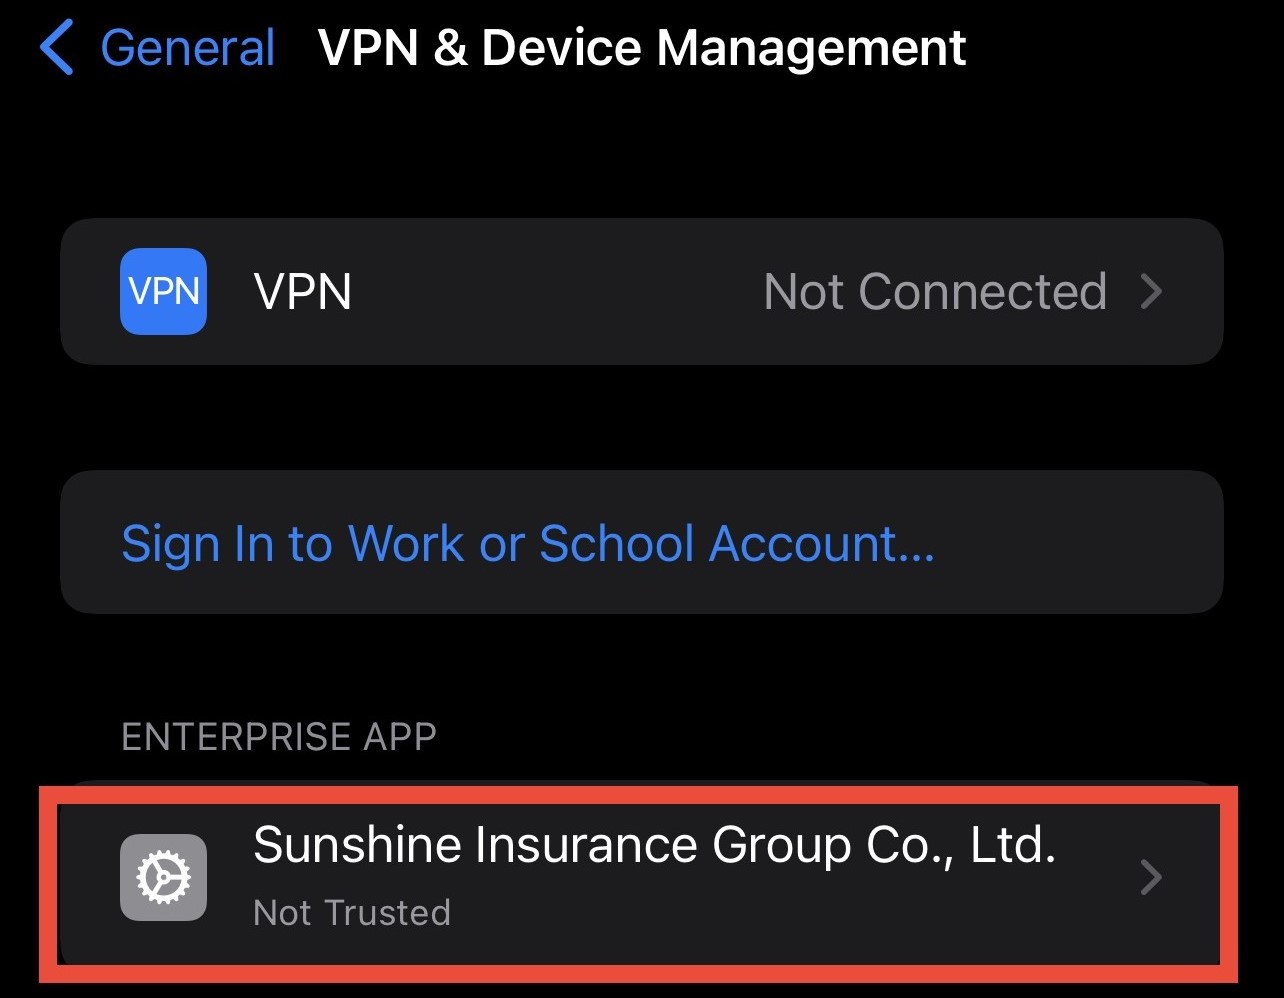 General VPN & Device Management
VPN VPN Not Connected
Sign In to Work or School Account...
ENTERPRISE APP
Sunshine Insurance Group Co., Ltd.
Not Trusted